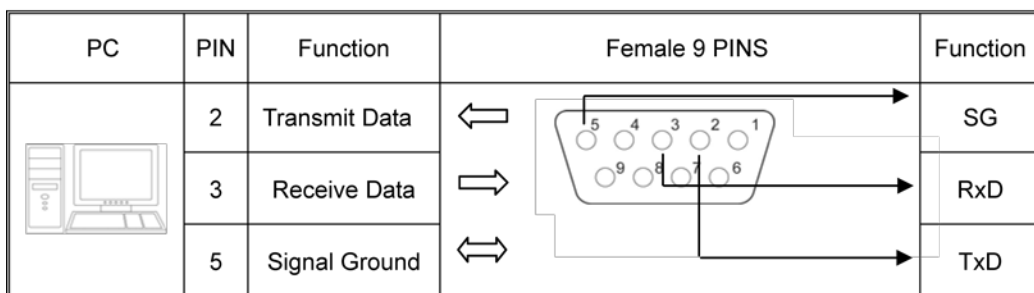 PC PIN Function Female 9 PINS Function
2 Transmit Data SG
5 4 3 2 1
9 8 7 6
3 Receive Data RxD
5 Signal Ground TxD